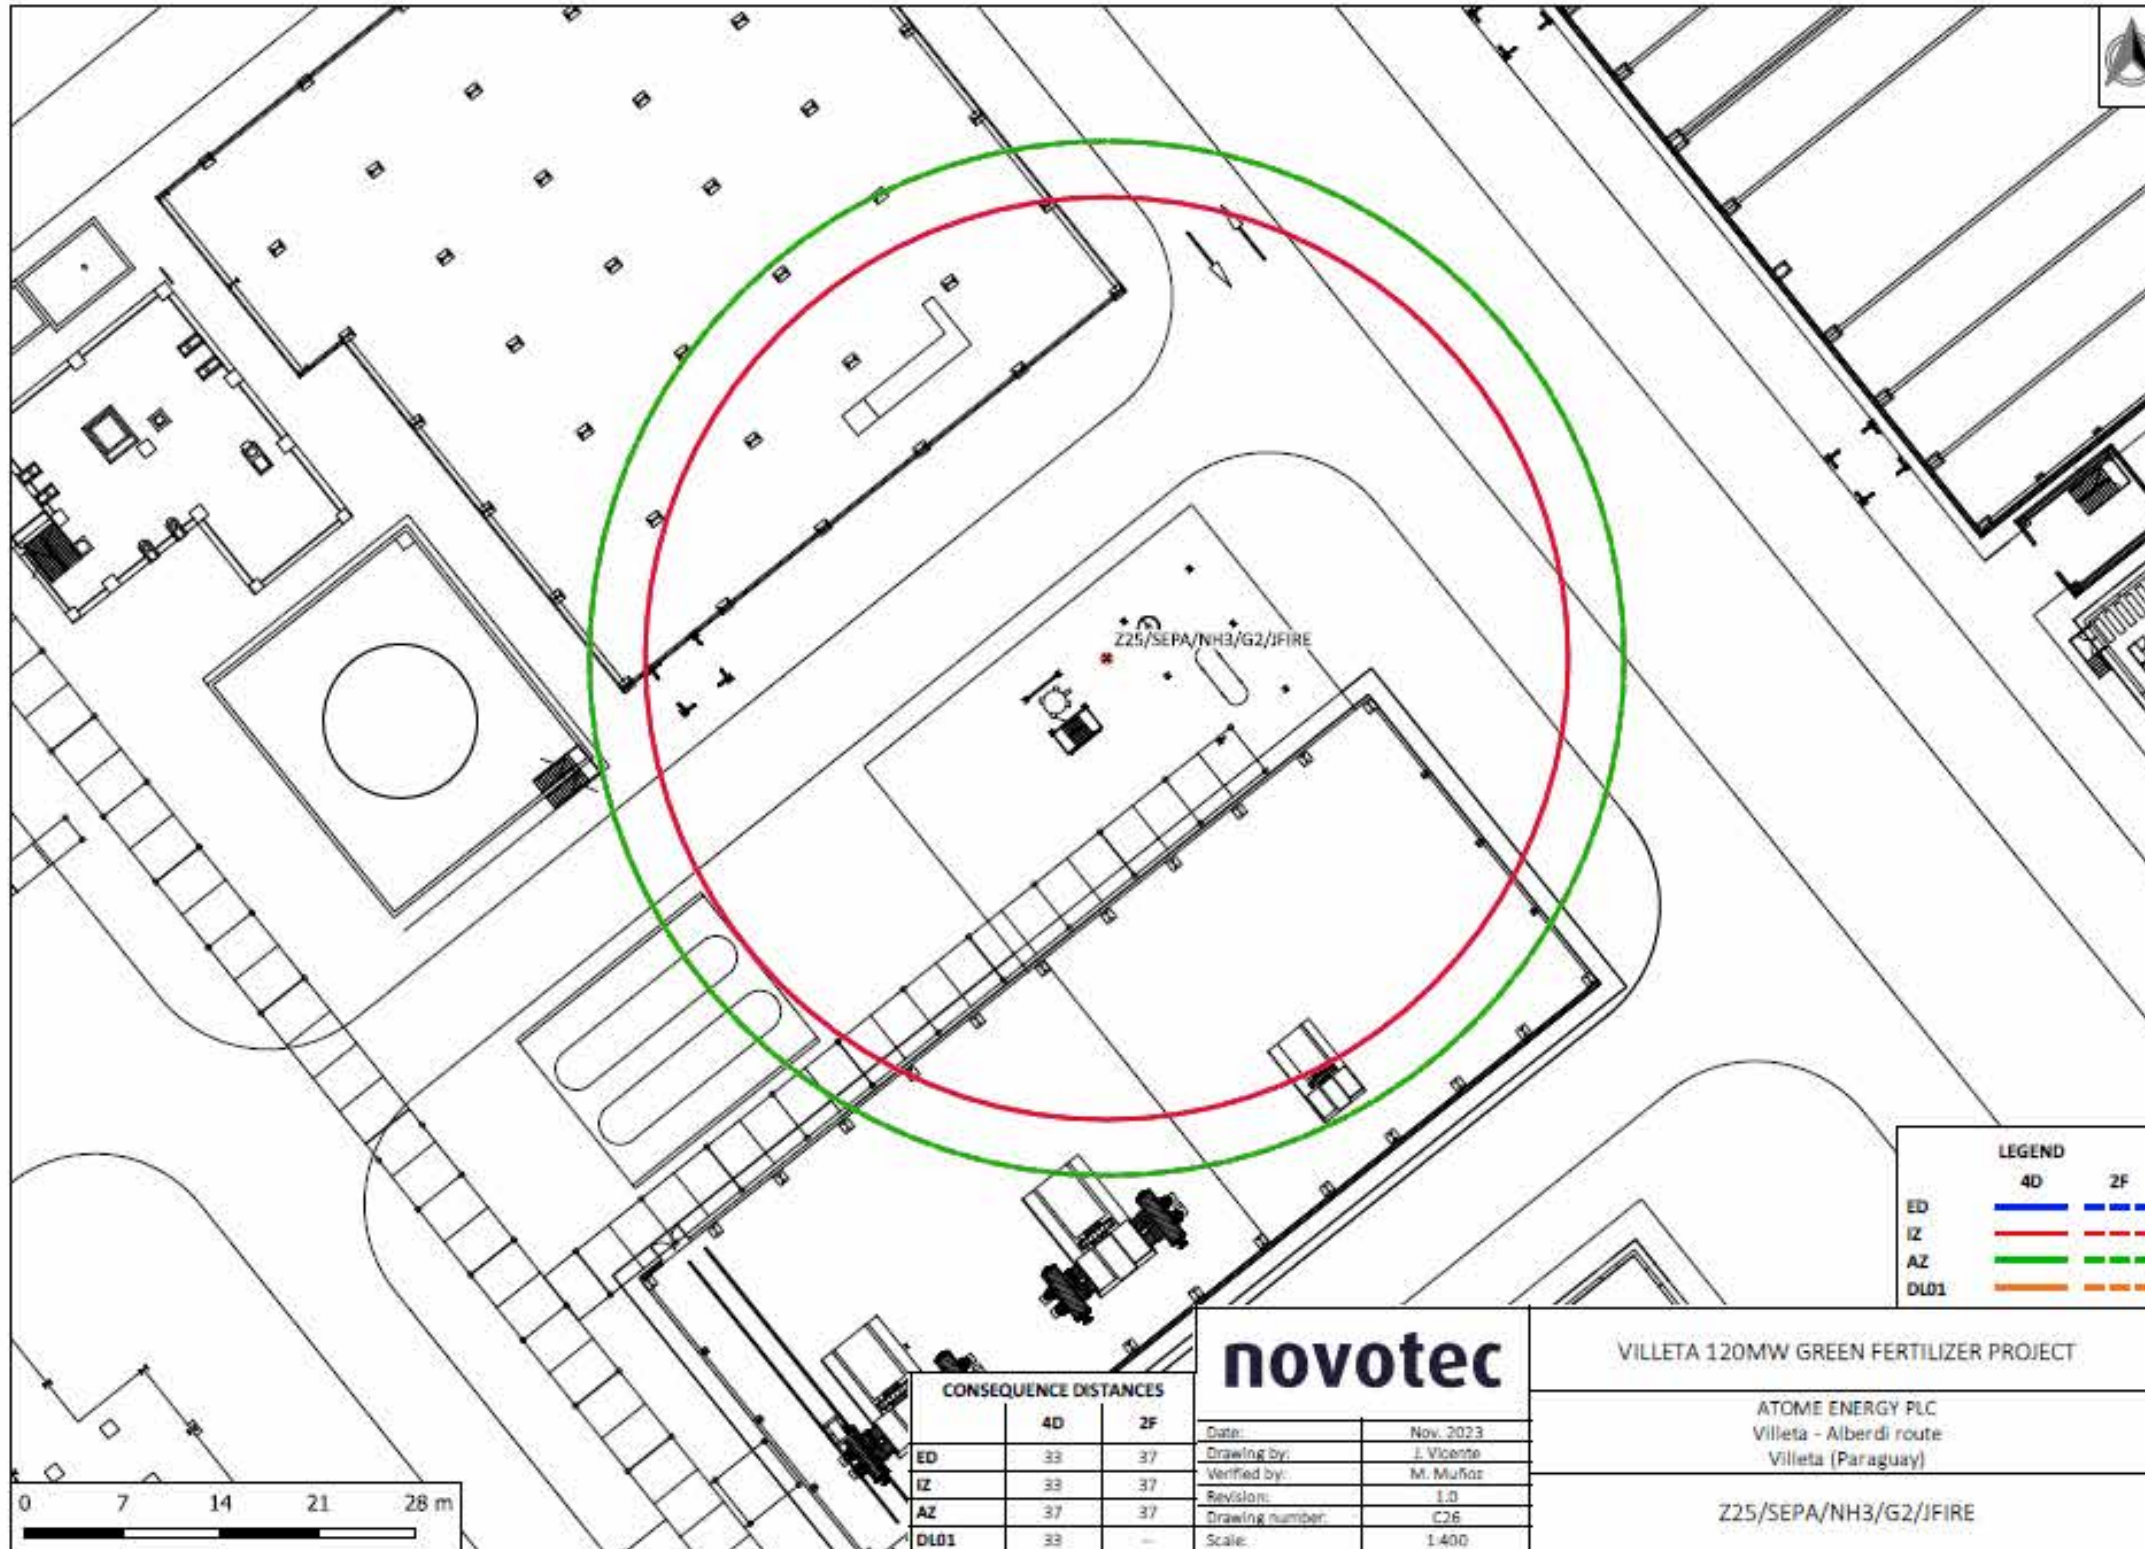 Z25/SEPA/NH3/G2/JFIRE
LEGEND
4D 2F
ED
IZ
AZ
DL01
CONSEQUENCE DISTANCES
4D 2F
ED 33 37
IZ 33 37
AZ 37 37
DL01 33 --
novotec
Date: Nov. 2023
Drawing by: J. Vicente
Verified by: M. Muñoz
Revision: 1.0
Drawing number: C26
Scale: 1:400
VILLETA 120MW GREEN FERTILIZER PROJECT
ATOME ENERGY PLC
Villeta - Alberdi route
Villeta (Paraguay)
Z25/SEPA/NH3/G2/JFIRE
0 7 14 21 28 m